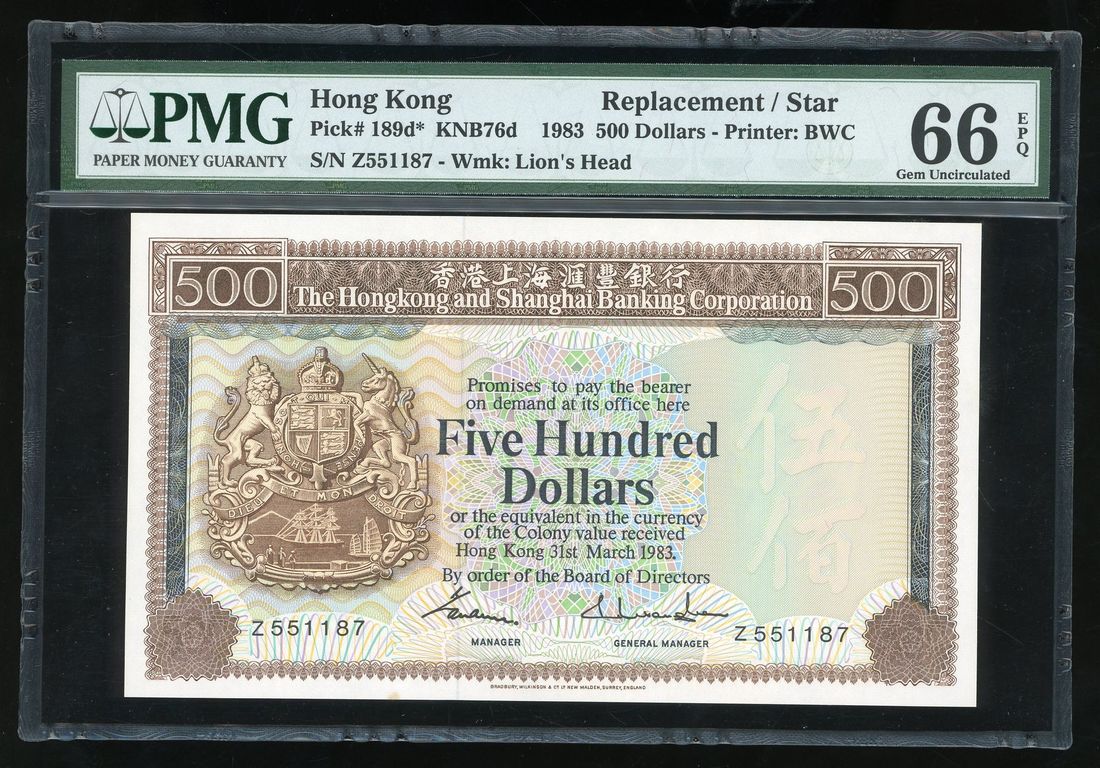 PMG
PAPER MONEY GUARANTY
Hong Kong Replacement / Star
Pick# 189d* KNB76d 1983 500 Dollars - Printer: BWC
S/N Z551187 - Wmk: Lion's Head
66
EPQ
Gem Uncirculated
500
香港上海滙豐銀行
The Hongkong and Shanghai Banking Corporation
500
Promises to pay the bearer
on demand at its office here
Five Hundred
Dollars
or the equivalent in the currency
of the Colony value received
Hong Kong 31st March 1983.
By order of the Board of Directors
伍佰
DIEU ET MON DROIT
MANAGER
GENERAL MANAGER
Z 551187
Z 551187
BRADBURY, WILKINSON & Cº Lᵈ NEW MALDEN, SURREY, ENGLAND